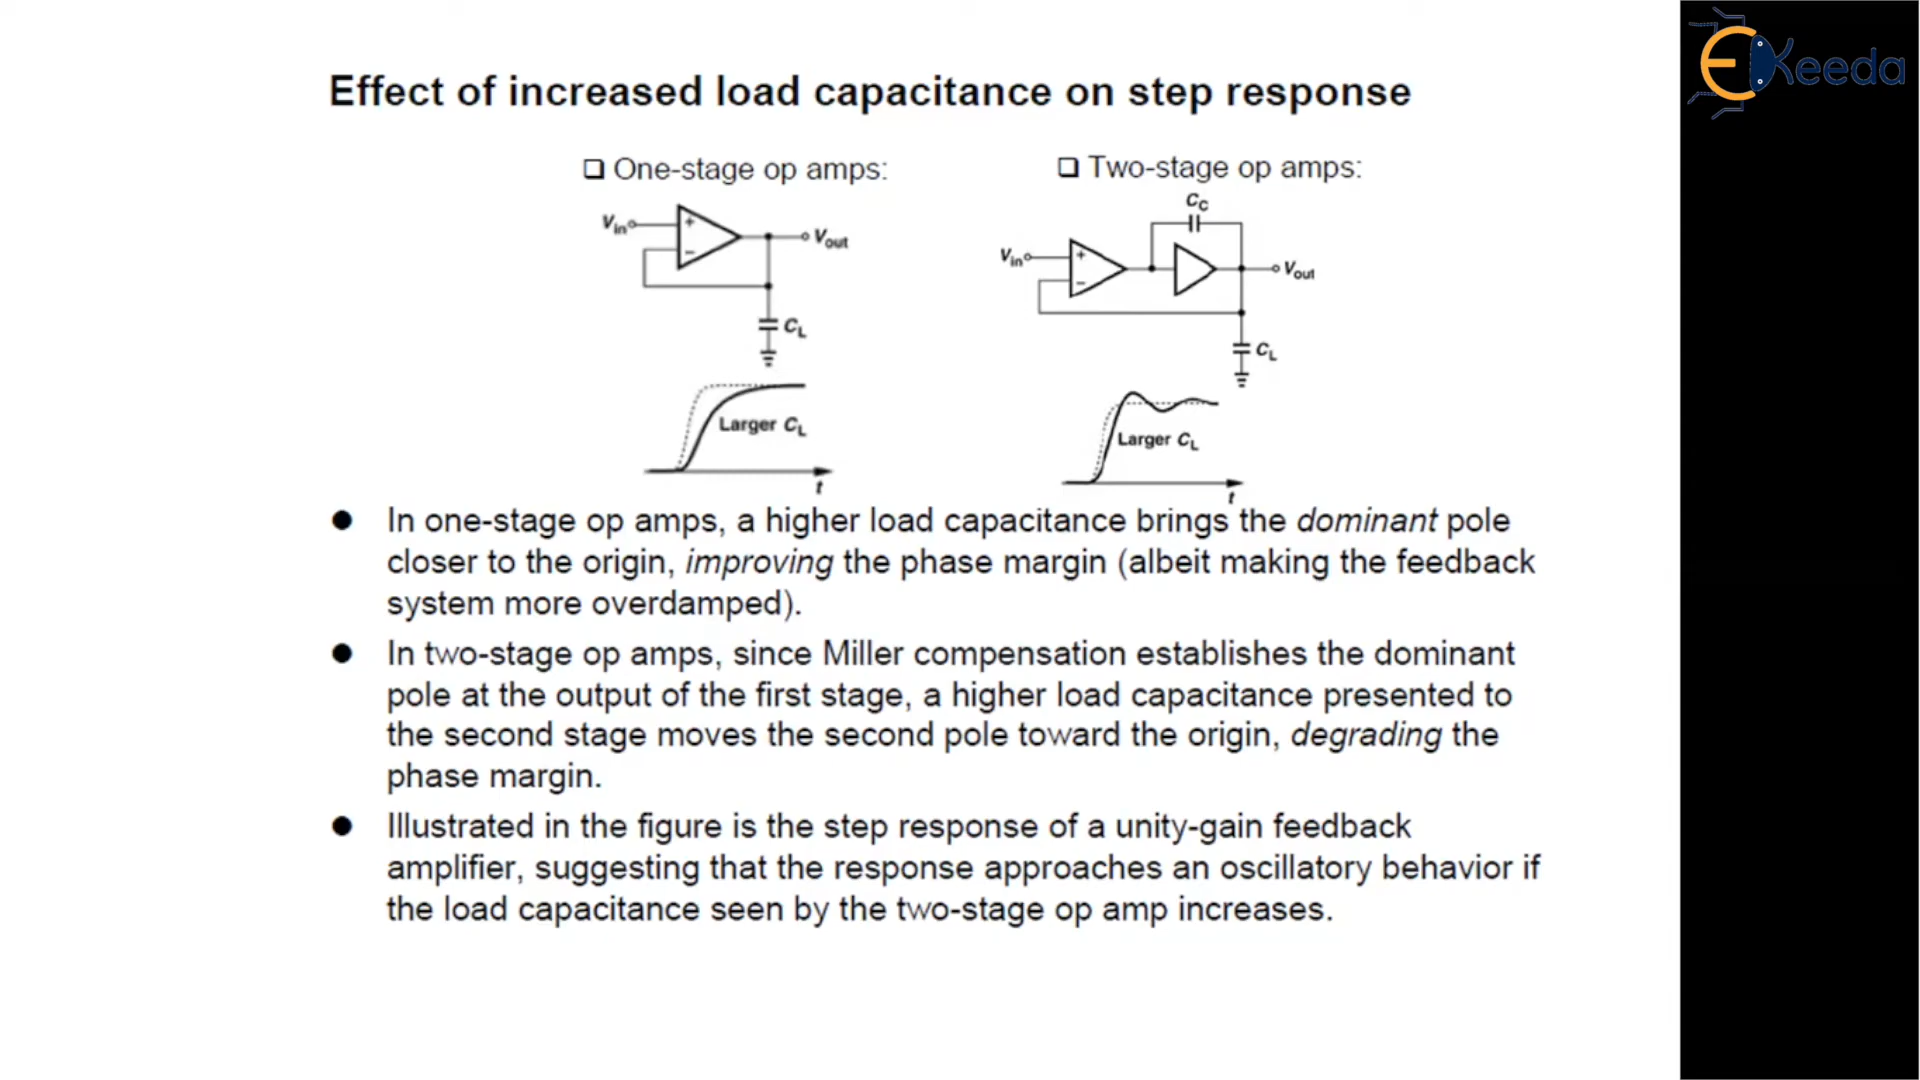 Effect of increased load capacitance on step response
EKeeda
❑ One-stage op amps:
❑ Two-stage op amps:
Vin
+
−
Vout
CL
Larger CL
t
CC
Vin
+
−
Vout
CL
Larger CL
t
● In one-stage op amps, a higher load capacitance brings the dominant pole
closer to the origin, improving the phase margin (albeit making the feedback
system more overdamped).
● In two-stage op amps, since Miller compensation establishes the dominant
pole at the output of the first stage, a higher load capacitance presented to
the second stage moves the second pole toward the origin, degrading the
phase margin.
● Illustrated in the figure is the step response of a unity-gain feedback
amplifier, suggesting that the response approaches an oscillatory behavior if
the load capacitance seen by the two-stage op amp increases.